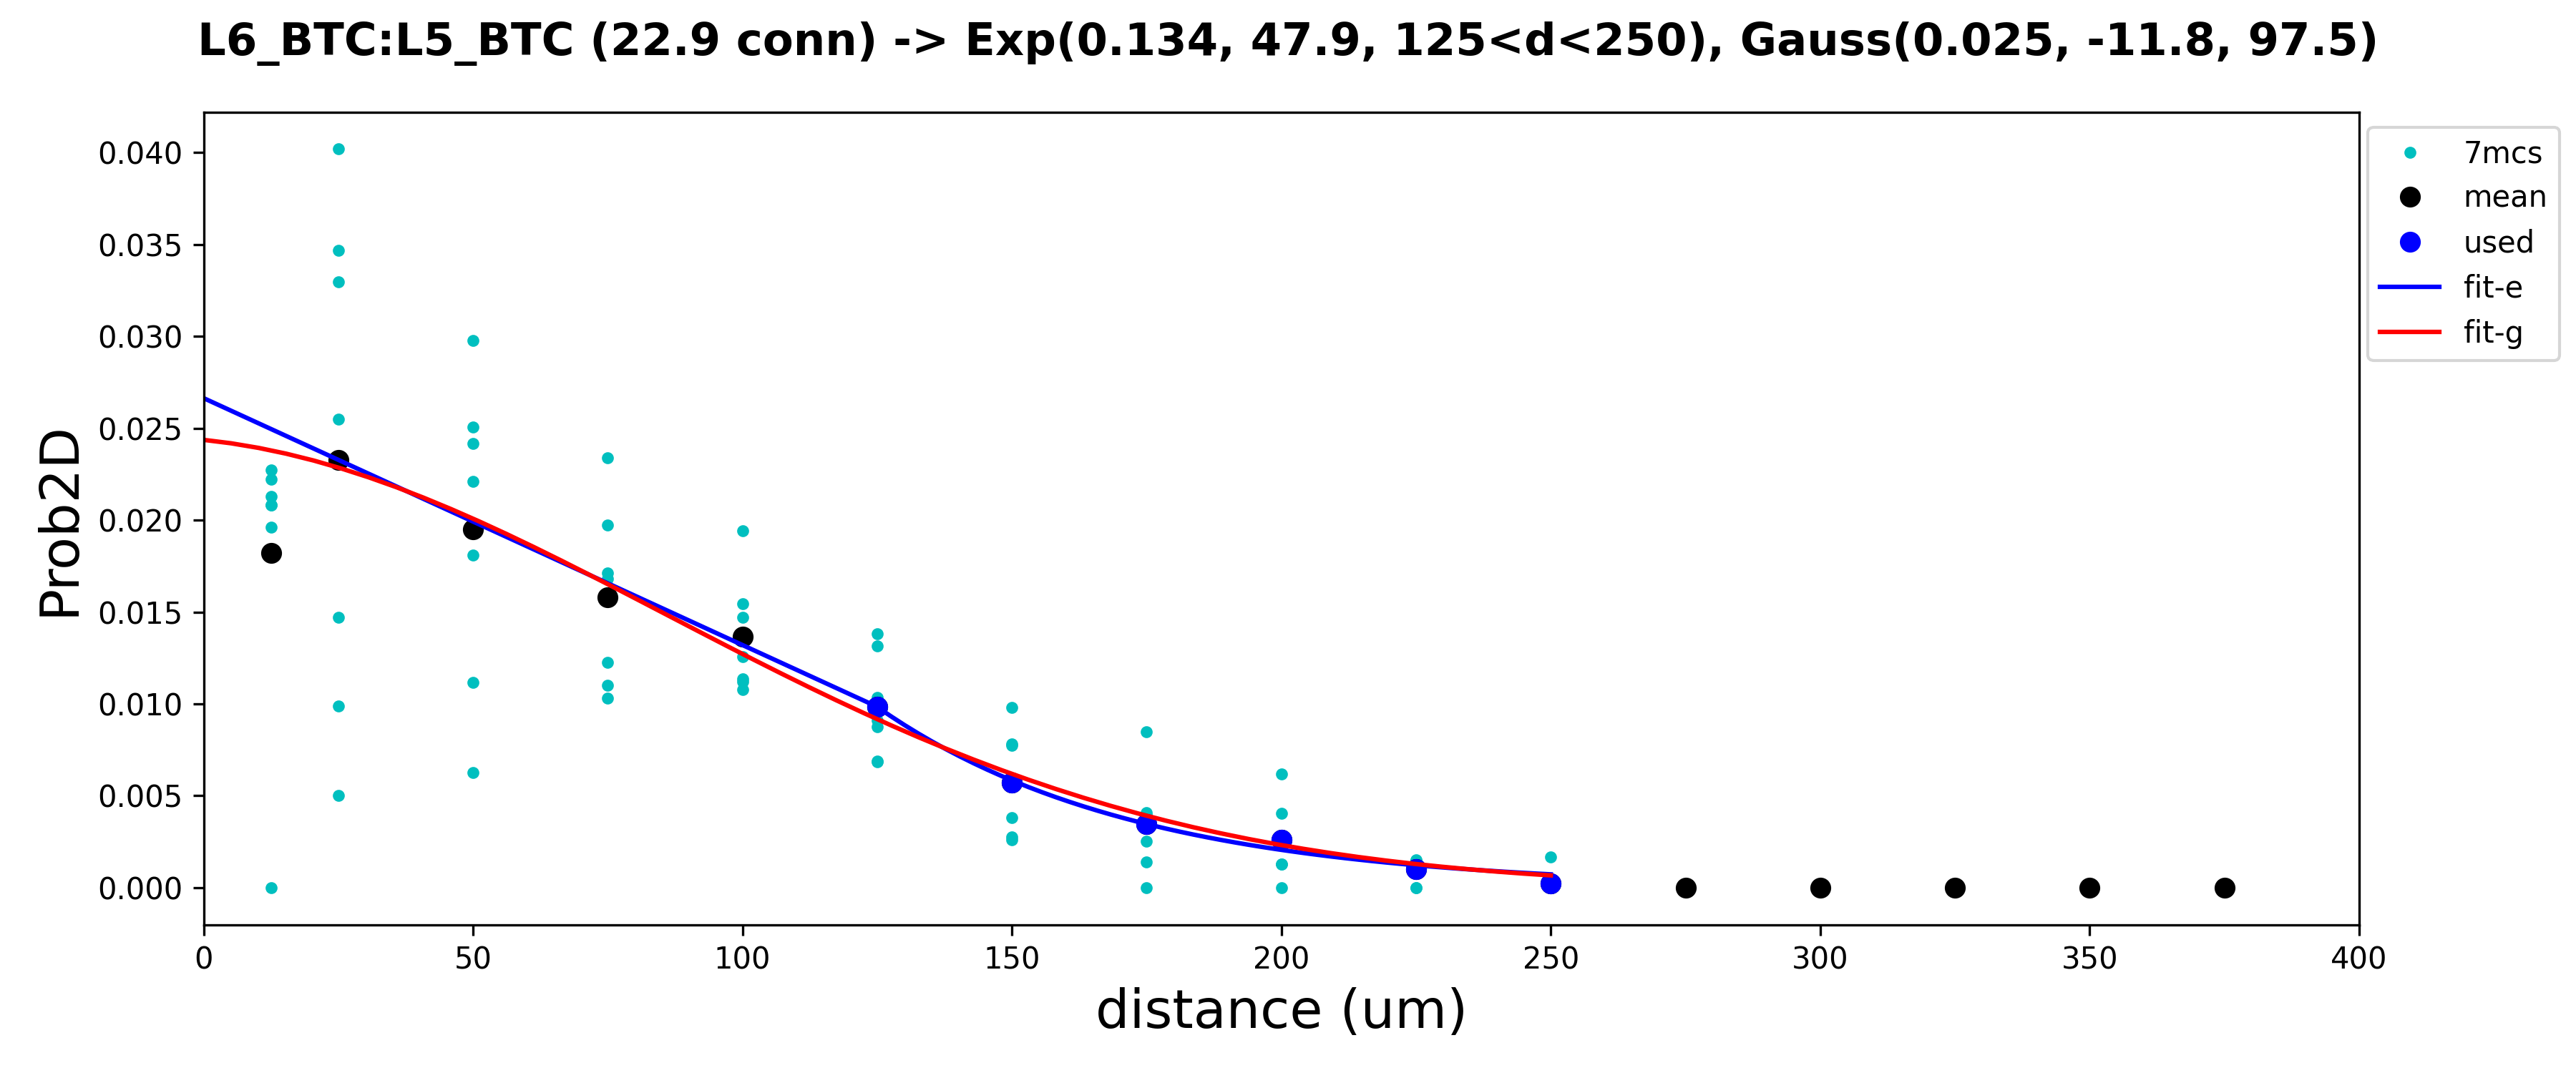 L6_BTC:L5_BTC (22.9 conn) -> Exp(0.134, 47.9, 125<d<250), Gauss(0.025, -11.8, 97.5)
0.040
0.035
0.030
0.025
0.020
0.015
0.010
0.005
0.000
Prob2D
0 50 100 150 200 250 300 350 400
distance (um)
7mcs
mean
used
fit-e
fit-g